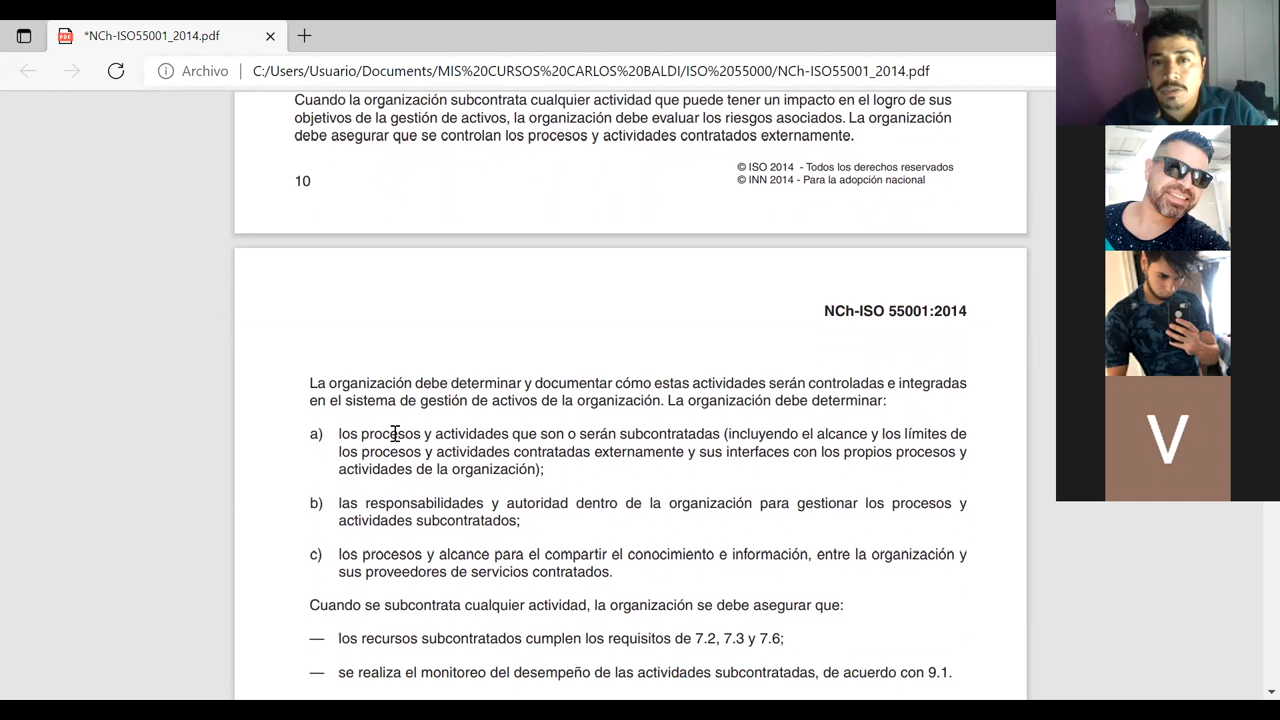 *NCh-ISO55001_2014.pdf
Archivo
C:/Users/Usuario/Documents/MIS%20CURSOS%20CARLOS%20BALDI/ISO%2055000/NCh-ISO55001_2014.pdf
Cuando la organización subcontrata cualquier actividad que puede tener un impacto en el logro de sus
objetivos de la gestión de activos, la organización debe evaluar los riesgos asociados. La organización
debe asegurar que se controlan los procesos y actividades contratados externamente.
© ISO 2014 - Todos los derechos reservados
10
© INN 2014 - Para la adopción nacional
NCh-ISO 55001:2014
La organización debe determinar y documentar cómo estas actividades serán controladas e integradas
en el sistema de gestión de activos de la organización. La organización debe determinar:
a) los procesos y actividades que son o serán subcontratadas (incluyendo el alcance y los límites de
los procesos y actividades contratadas externamente y sus interfaces con los propios procesos y
actividades de la organización);
b) las responsabilidades y autoridad dentro de la organización para gestionar los procesos y
actividades subcontratados;
c) los procesos y alcance para el compartir el conocimiento e información, entre la organización y
sus proveedores de servicios contratados.
Cuando se subcontrata cualquier actividad, la organización se debe asegurar que:
— los recursos subcontratados cumplen los requisitos de 7.2, 7.3 y 7.6;
— se realiza el monitoreo del desempeño de las actividades subcontratadas, de acuerdo con 9.1.
V